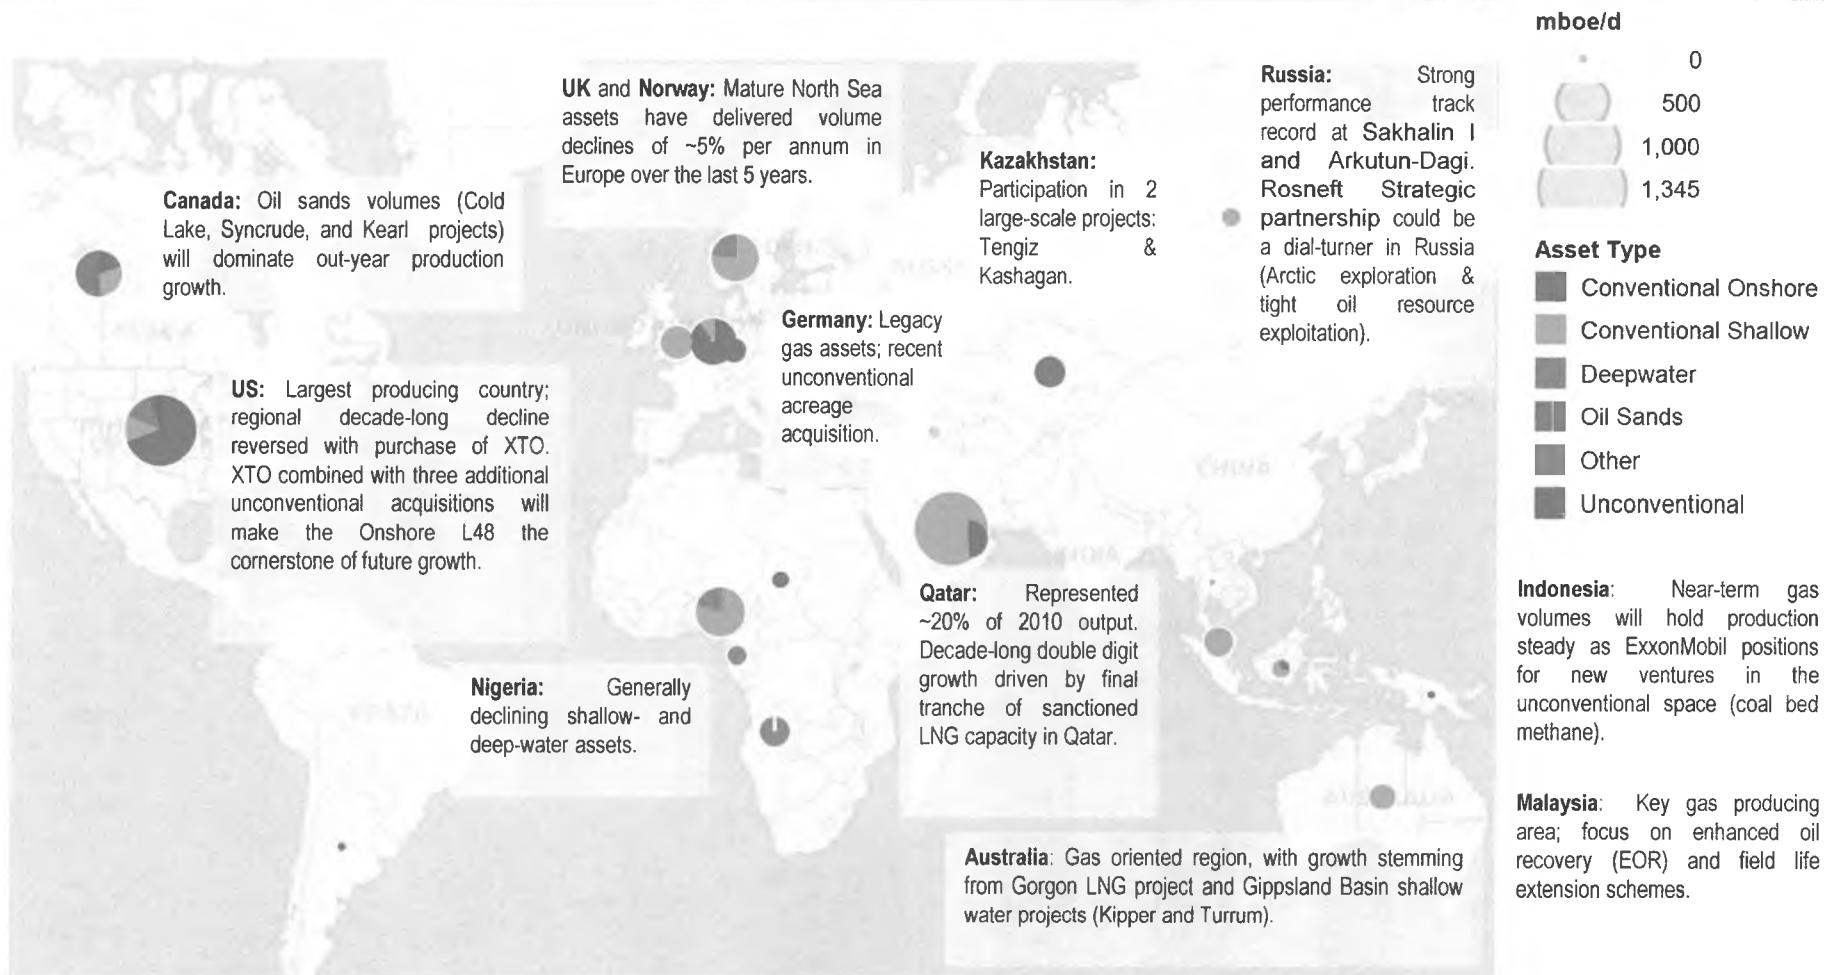 mboe/d
0
500
1,000
1,345
Asset Type
Conventional Onshore
Conventional Shallow
Deepwater
Oil Sands
Other
Unconventional
UK and Norway: Mature North Sea
assets have delivered volume
declines of ~5% per annum in
Europe over the last 5 years.
Kazakhstan:
Participation in 2
large-scale projects:
Tengiz &
Kashagan.
Russia: Strong
performance track
record at Sakhalin I
and Arkutun-Dagi.
Rosneft Strategic
partnership could be
a dial-turner in Russia
(Arctic exploration &
tight oil resource
exploitation).
Canada: Oil sands volumes (Cold
Lake, Syncrude, and Kearl projects)
will dominate out-year production
growth.
Germany: Legacy
gas assets; recent
unconventional
acreage
acquisition.
US: Largest producing country;
regional decade-long decline
reversed with purchase of XTO.
XTO combined with three additional
unconventional acquisitions will
make the Onshore L48 the
cornerstone of future growth.
CHINA
Qatar: Represented
~20% of 2010 output.
Decade-long double digit
growth driven by final
tranche of sanctioned
LNG capacity in Qatar.
Nigeria: Generally
declining shallow- and
deep-water assets.
Indonesia: Near-term gas
volumes will hold production
steady as ExxonMobil positions
for new ventures in the
unconventional space (coal bed
methane).
Malaysia: Key gas producing
area; focus on enhanced oil
recovery (EOR) and field life
extension schemes.
Australia: Gas oriented region, with growth stemming
from Gorgon LNG project and Gippsland Basin shallow
water projects (Kipper and Turrum).